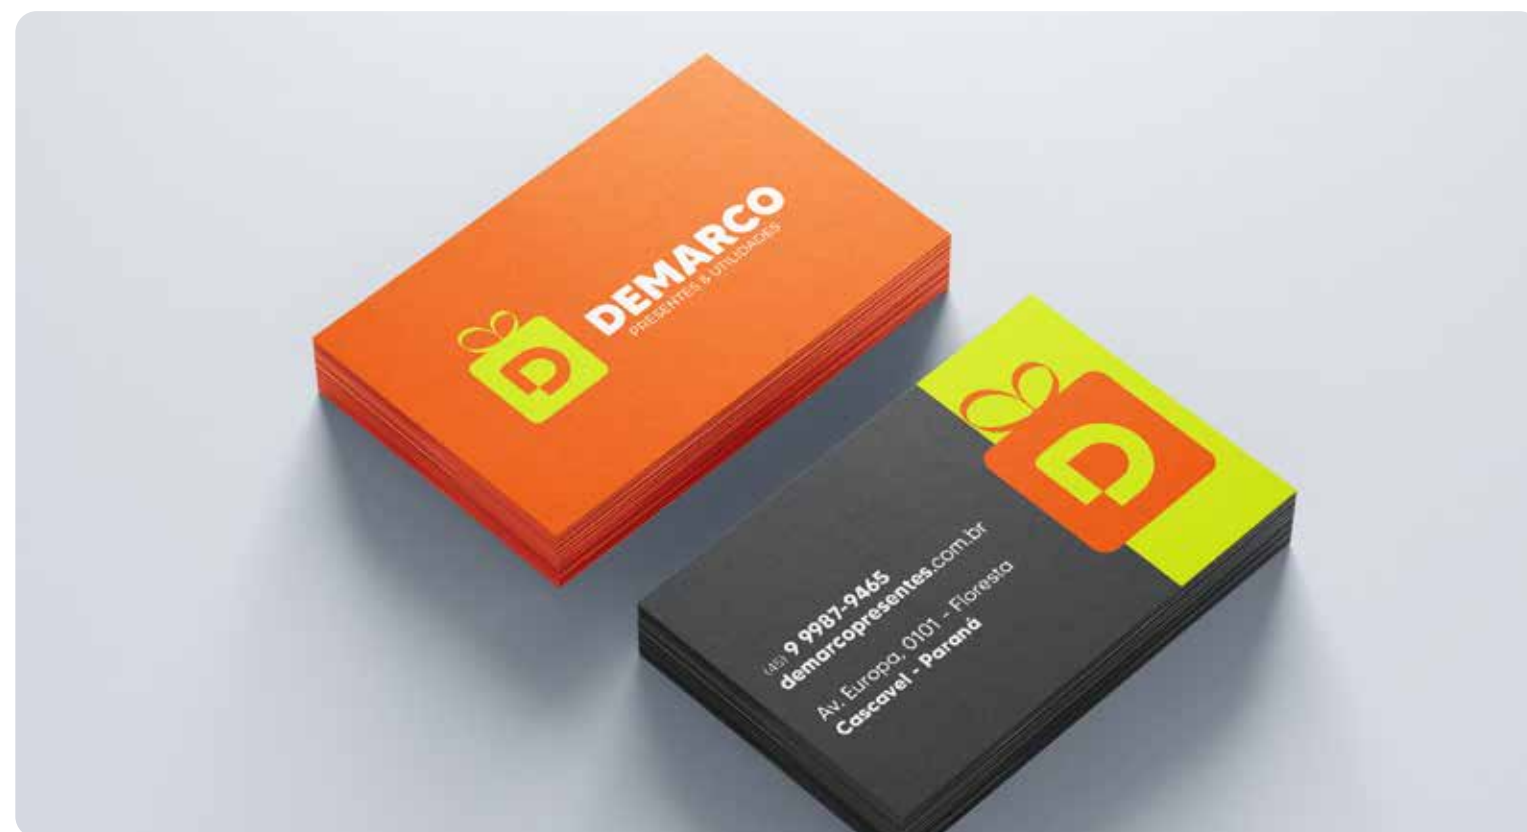 D
DEMARCO
PRESENTES & UTILIDADES
D
(45) 9 9987-9465
demarcopresentes.com.br
Av. Europa, 0101 - Floresta
Cascavel - Paraná